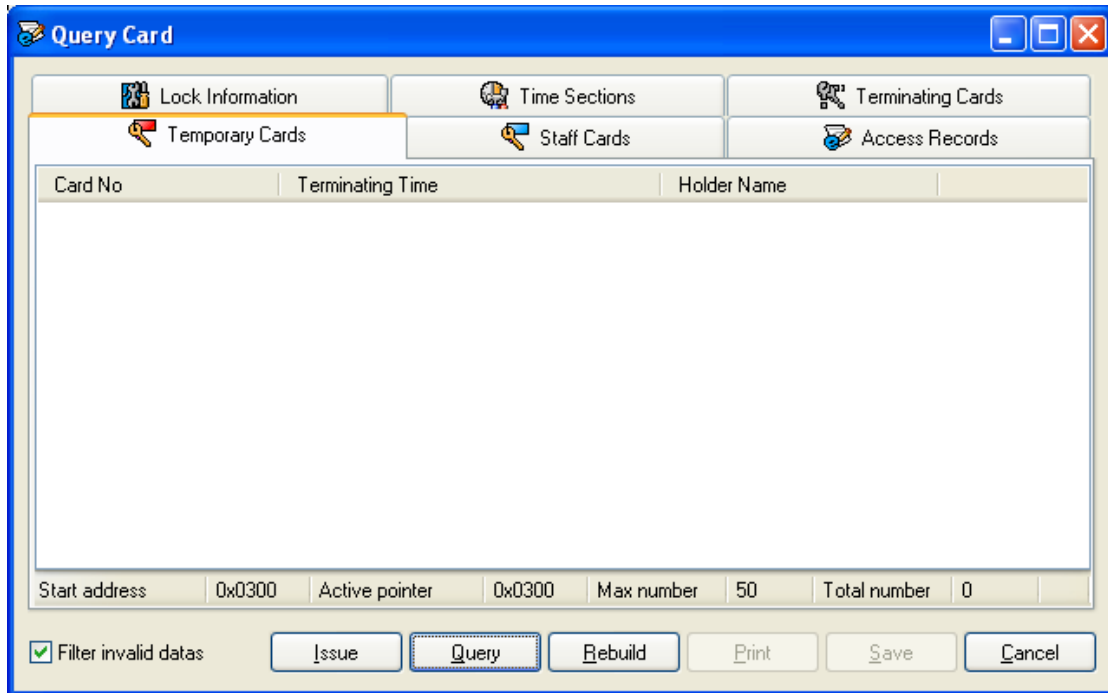 Query Card
Lock Information Time Sections Terminating Cards
Temporary Cards Staff Cards Access Records
Card No Terminating Time Holder Name
Start address 0x0300 Active pointer 0x0300 Max number 50 Total number 0
Filter invalid datas Issue Query Rebuild Print Save Cancel